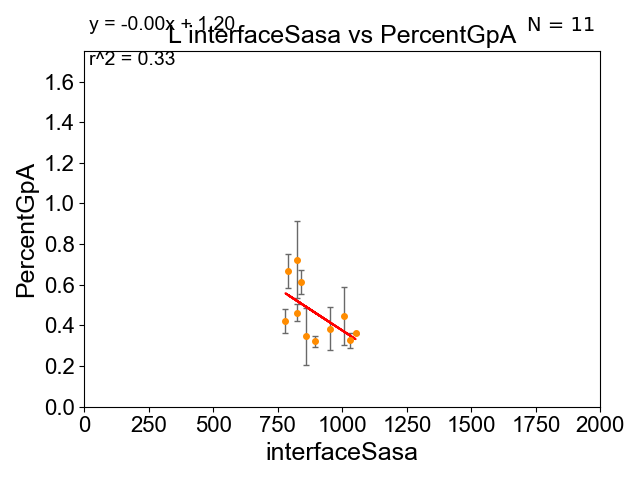 y = -0.00x + 1.20
L interfaceSasa vs PercentGpA
N = 11
r^2 = 0.33
PercentGpA
1.6
1.4
1.2
1.0
0.8
0.6
0.4
0.2
0.0
0 250 500 750 1000 1250 1500 1750 2000
interfaceSasa